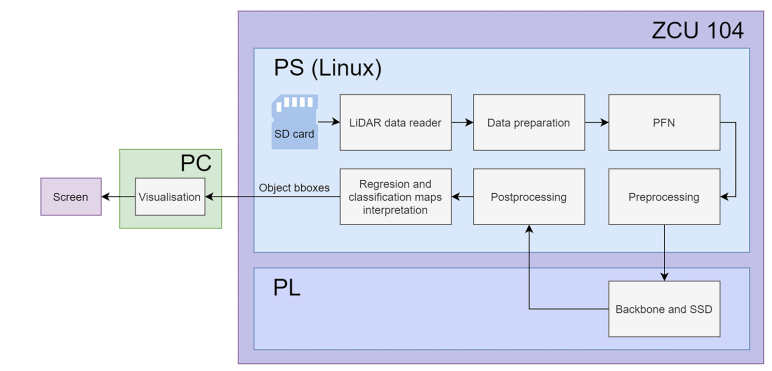 ZCU 104
PS (Linux)
SD card
LiDAR data reader
Data preparation
PFN
PC
Screen
Visualisation
Object bboxes
Regresion and
classification maps
interpretation
Postprocessing
Preprocessing
PL
Backbone and SSD